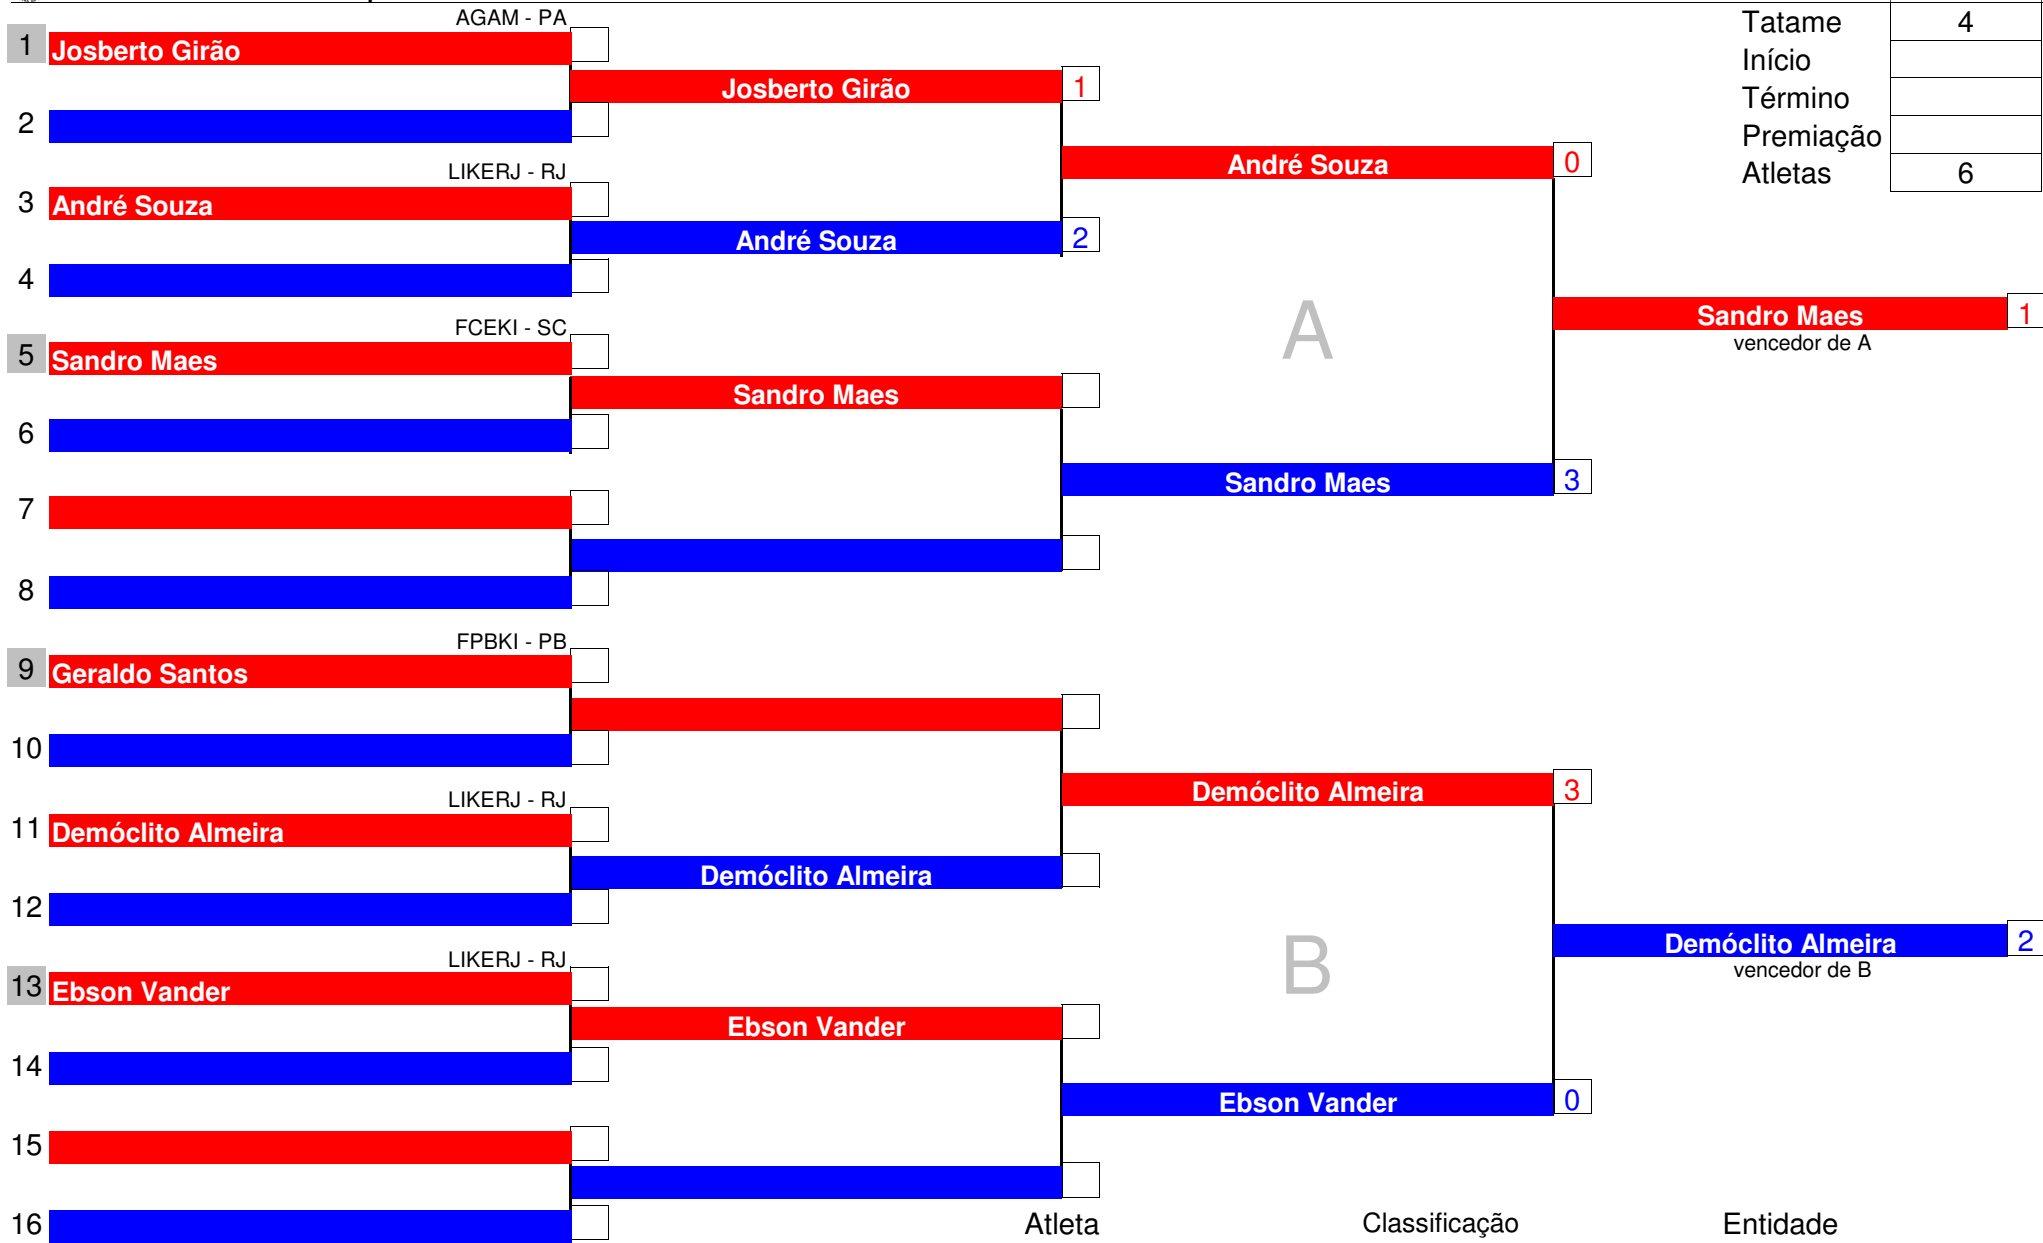 AGAM - PA
Tatame 4
1 Josberto Girão
Início
Josberto Girão 1
Término
2
Premiação
André Souza 0
LIKERJ - RJ
Atletas 6
3 André Souza
André Souza 2
4
A
Sandro Maes 1
vencedor de A
FCEKI - SC
5 Sandro Maes
Sandro Maes
6
Sandro Maes 3
7
8
FPBKI - PB
9 Geraldo Santos
10
Demóclito Almeira 3
LIKERJ - RJ
11 Demóclito Almeira
Demóclito Almeira
12
B
Demóclito Almeira 2
vencedor de B
LIKERJ - RJ
13 Ebson Vander
Ebson Vander
14
Ebson Vander 0
15
16
Atleta Classificação Entidade